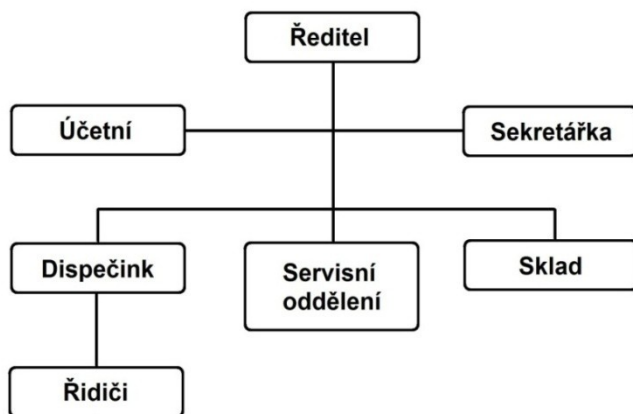 Ředitel
Účetní
Sekretářka
Dispečink
Servisní
oddělení
Sklad
Řidiči